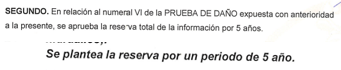 SEGUNDO. En relación al numeral VI de la PRUEBA DE DAÑO expuesta con anterioridad
a la presente, se aprueba la reserva total de la información por 5 años.
Se plantea la reserva por un periodo de 5 año.